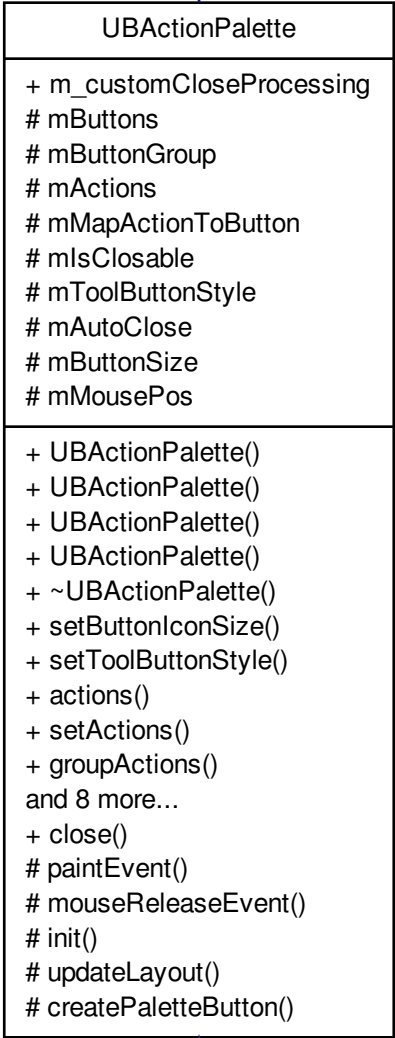 UBActionPalette
+ m_customCloseProcessing
# mButtons
# mButtonGroup
# mActions
# mMapActionToButton
# mIsClosable
# mToolButtonStyle
# mAutoClose
# mButtonSize
# mMousePos
+ UBActionPalette()
+ UBActionPalette()
+ UBActionPalette()
+ UBActionPalette()
+ ~UBActionPalette()
+ setButtonIconSize()
+ setToolButtonStyle()
+ actions()
+ setActions()
+ groupActions()
and 8 more...
+ close()
# paintEvent()
# mouseReleaseEvent()
# init()
# updateLayout()
# createPaletteButton()